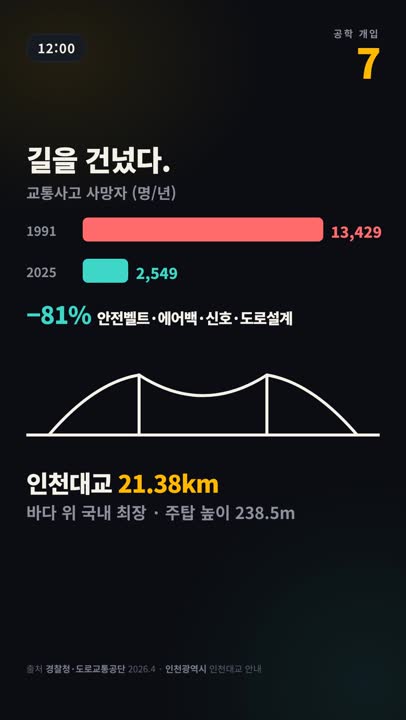 12:00
공학 개입
7
길을 건넜다.
교통사고 사망자 (명/년)
1991 13,429
2025 2,549
−81% 안전벨트·에어백·신호·도로설계
인천대교 21.38km
바다 위 국내 최장 · 주탑 높이 238.5m
출처 경찰청·도로교통공단 2026.4 · 인천광역시 인천대교 안내